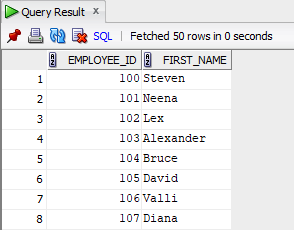 Query Result ×
SQL | Fetched 50 rows in 0 seconds
EMPLOYEE_ID FIRST_NAME
1 100 Steven
2 101 Neena
3 102 Lex
4 103 Alexander
5 104 Bruce
6 105 David
7 106 Valli
8 107 Diana